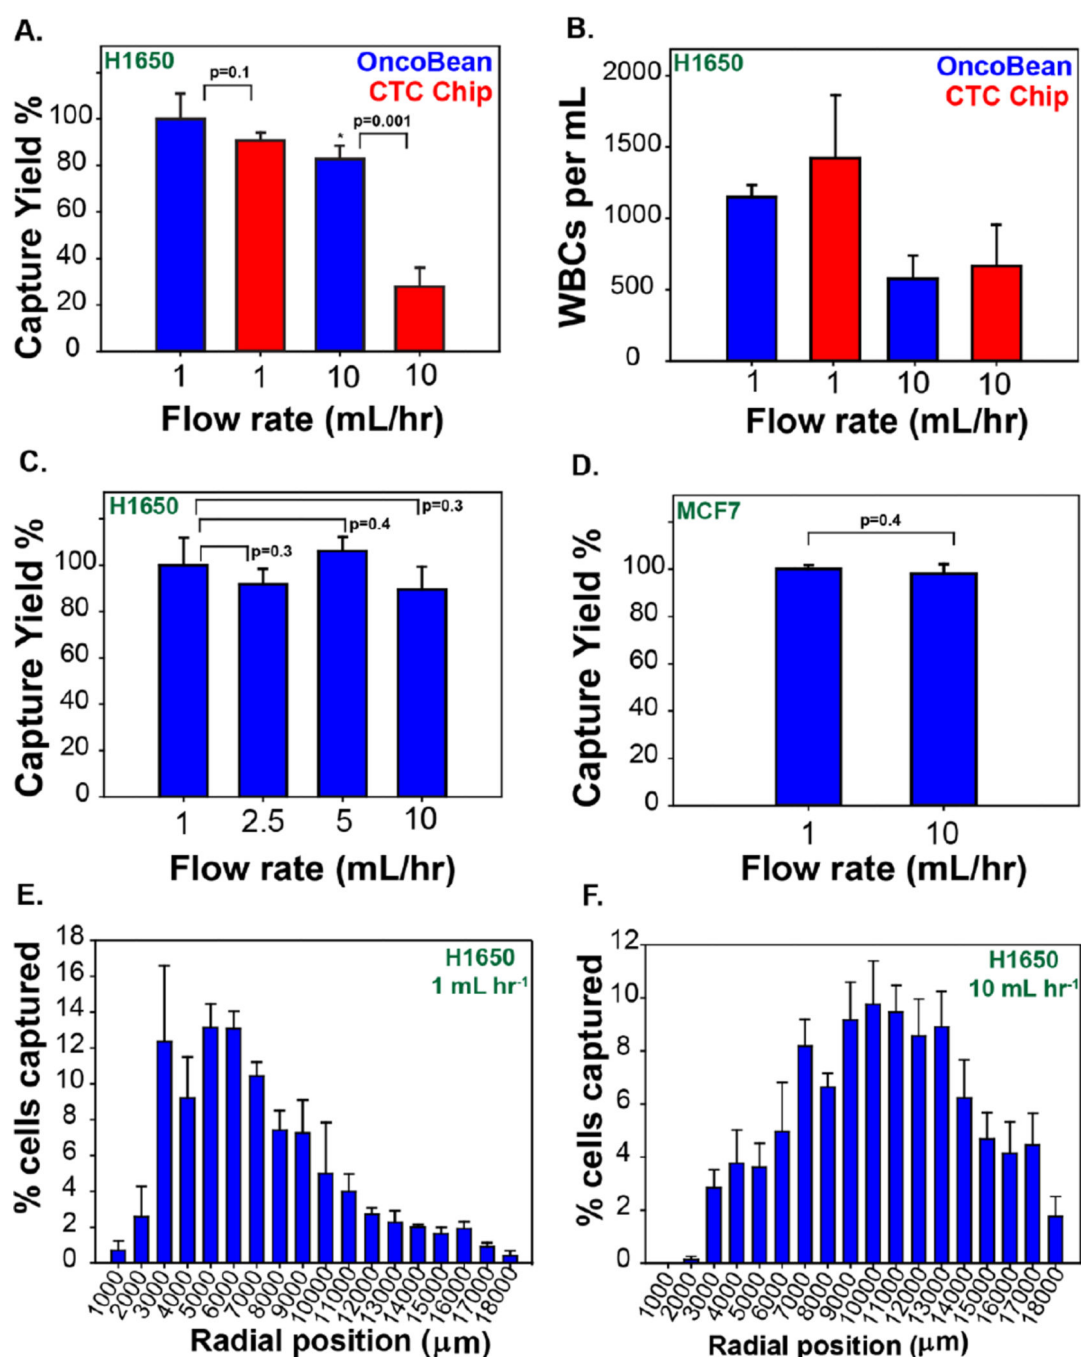 A.
H1650
OncoBean
CTC Chip
p=0.1
p=0.001
*
Capture Yield %
100
80
60
40
20
0
1 1 10 10
Flow rate (mL/hr)
B.
H1650
OncoBean
CTC Chip
WBCs per mL
2000
1500
1000
500
0
1 1 10 10
Flow rate (mL/hr)
C.
H1650
p=0.3
p=0.4
p=0.3
Capture Yield %
100
80
60
40
20
0
1 2.5 5 10
Flow rate (mL/hr)
D.
MCF7
p=0.4
Capture Yield %
100
80
60
40
20
0
1 10
Flow rate (mL/hr)
E.
H1650
1 mL hr-1
% cells captured
18
16
14
12
10
8
6
4
2
0
1000 2000 3000 4000 5000 6000 7000 8000 9000 10000 11000 12000 13000 14000 15000 16000 17000 18000
Radial position (µm)
F.
H1650
10 mL hr-1
% cells captured
12
10
8
6
4
2
0
1000 2000 3000 4000 5000 6000 7000 8000 9000 10000 11000 12000 13000 14000 15000 16000 17000 18000
Radial position (µm)